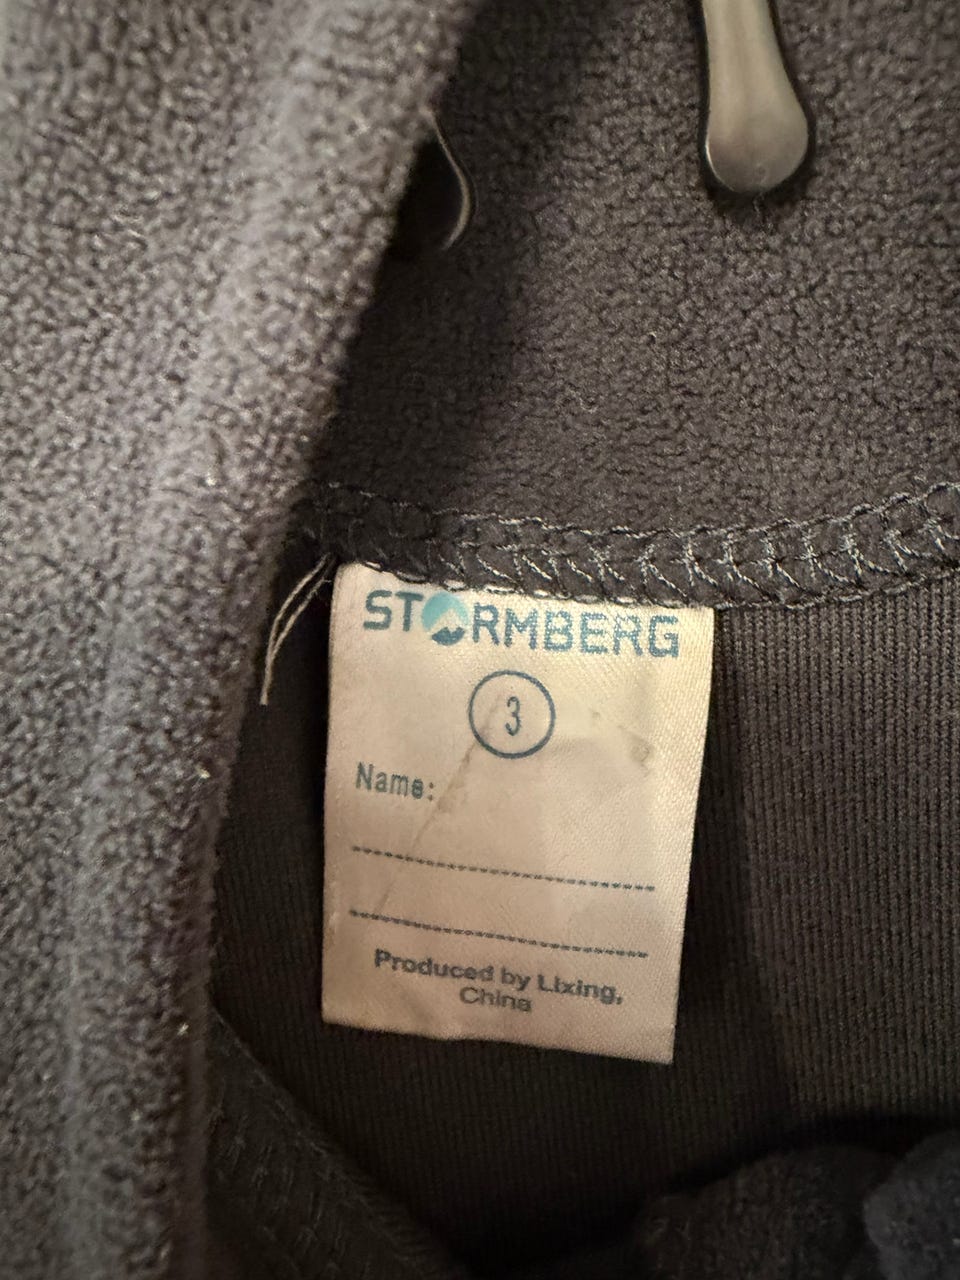 STORMBERG
3
Name:
Produced by Lixing,
China